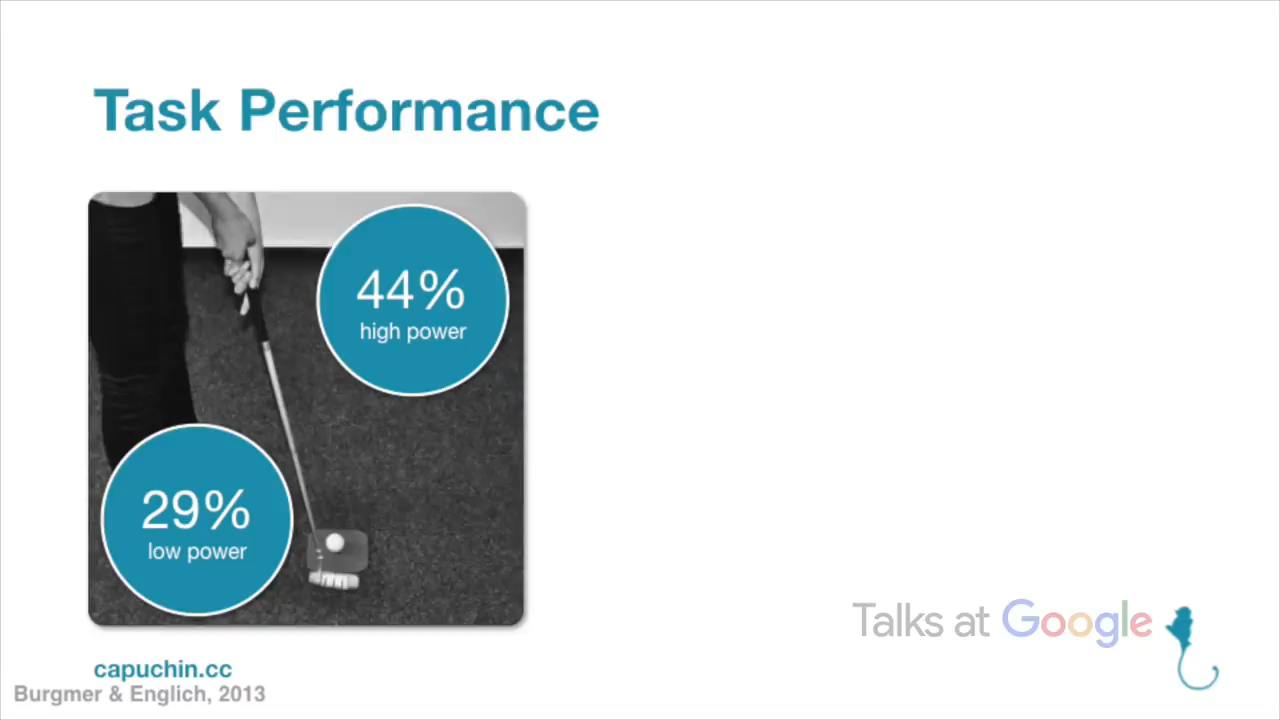 Task Performance
44%
high power
29%
low power
Talks at Google
capuchin.cc
Burgmer & Englich, 2013